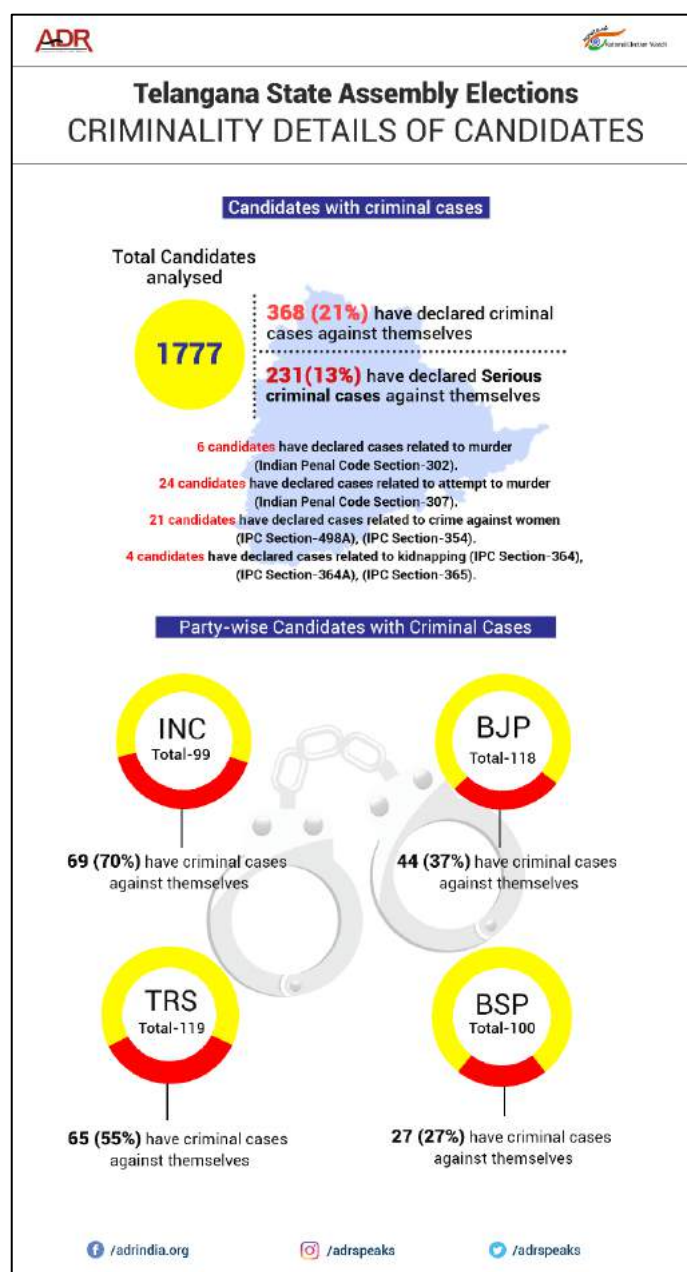 ADR
Telangana State Assembly Elections
CRIMINALITY DETAILS OF CANDIDATES
Candidates with criminal cases
Total Candidates
analysed
1777
368 (21%) have declared criminal
cases against themselves
231(13%) have declared Serious
criminal cases against themselves
6 candidates have declared cases related to murder
(Indian Penal Code Section-302).
24 candidates have declared cases related to attempt to murder
(Indian Penal Code Section-307).
21 candidates have declared cases related to crime against women
(IPC Section-498A), (IPC Section-354).
4 candidates have declared cases related to kidnapping (IPC Section-364),
(IPC Section-364A), (IPC Section-365).
Party-wise Candidates with Criminal Cases
INC
Total-99
69 (70%) have criminal cases
against themselves
BJP
Total-118
44 (37%) have criminal cases
against themselves
TRS
Total-119
65 (55%) have criminal cases
against themselves
BSP
Total-100
27 (27%) have criminal cases
against themselves
/adrindia.org
/adrspeaks
/adrspeaks